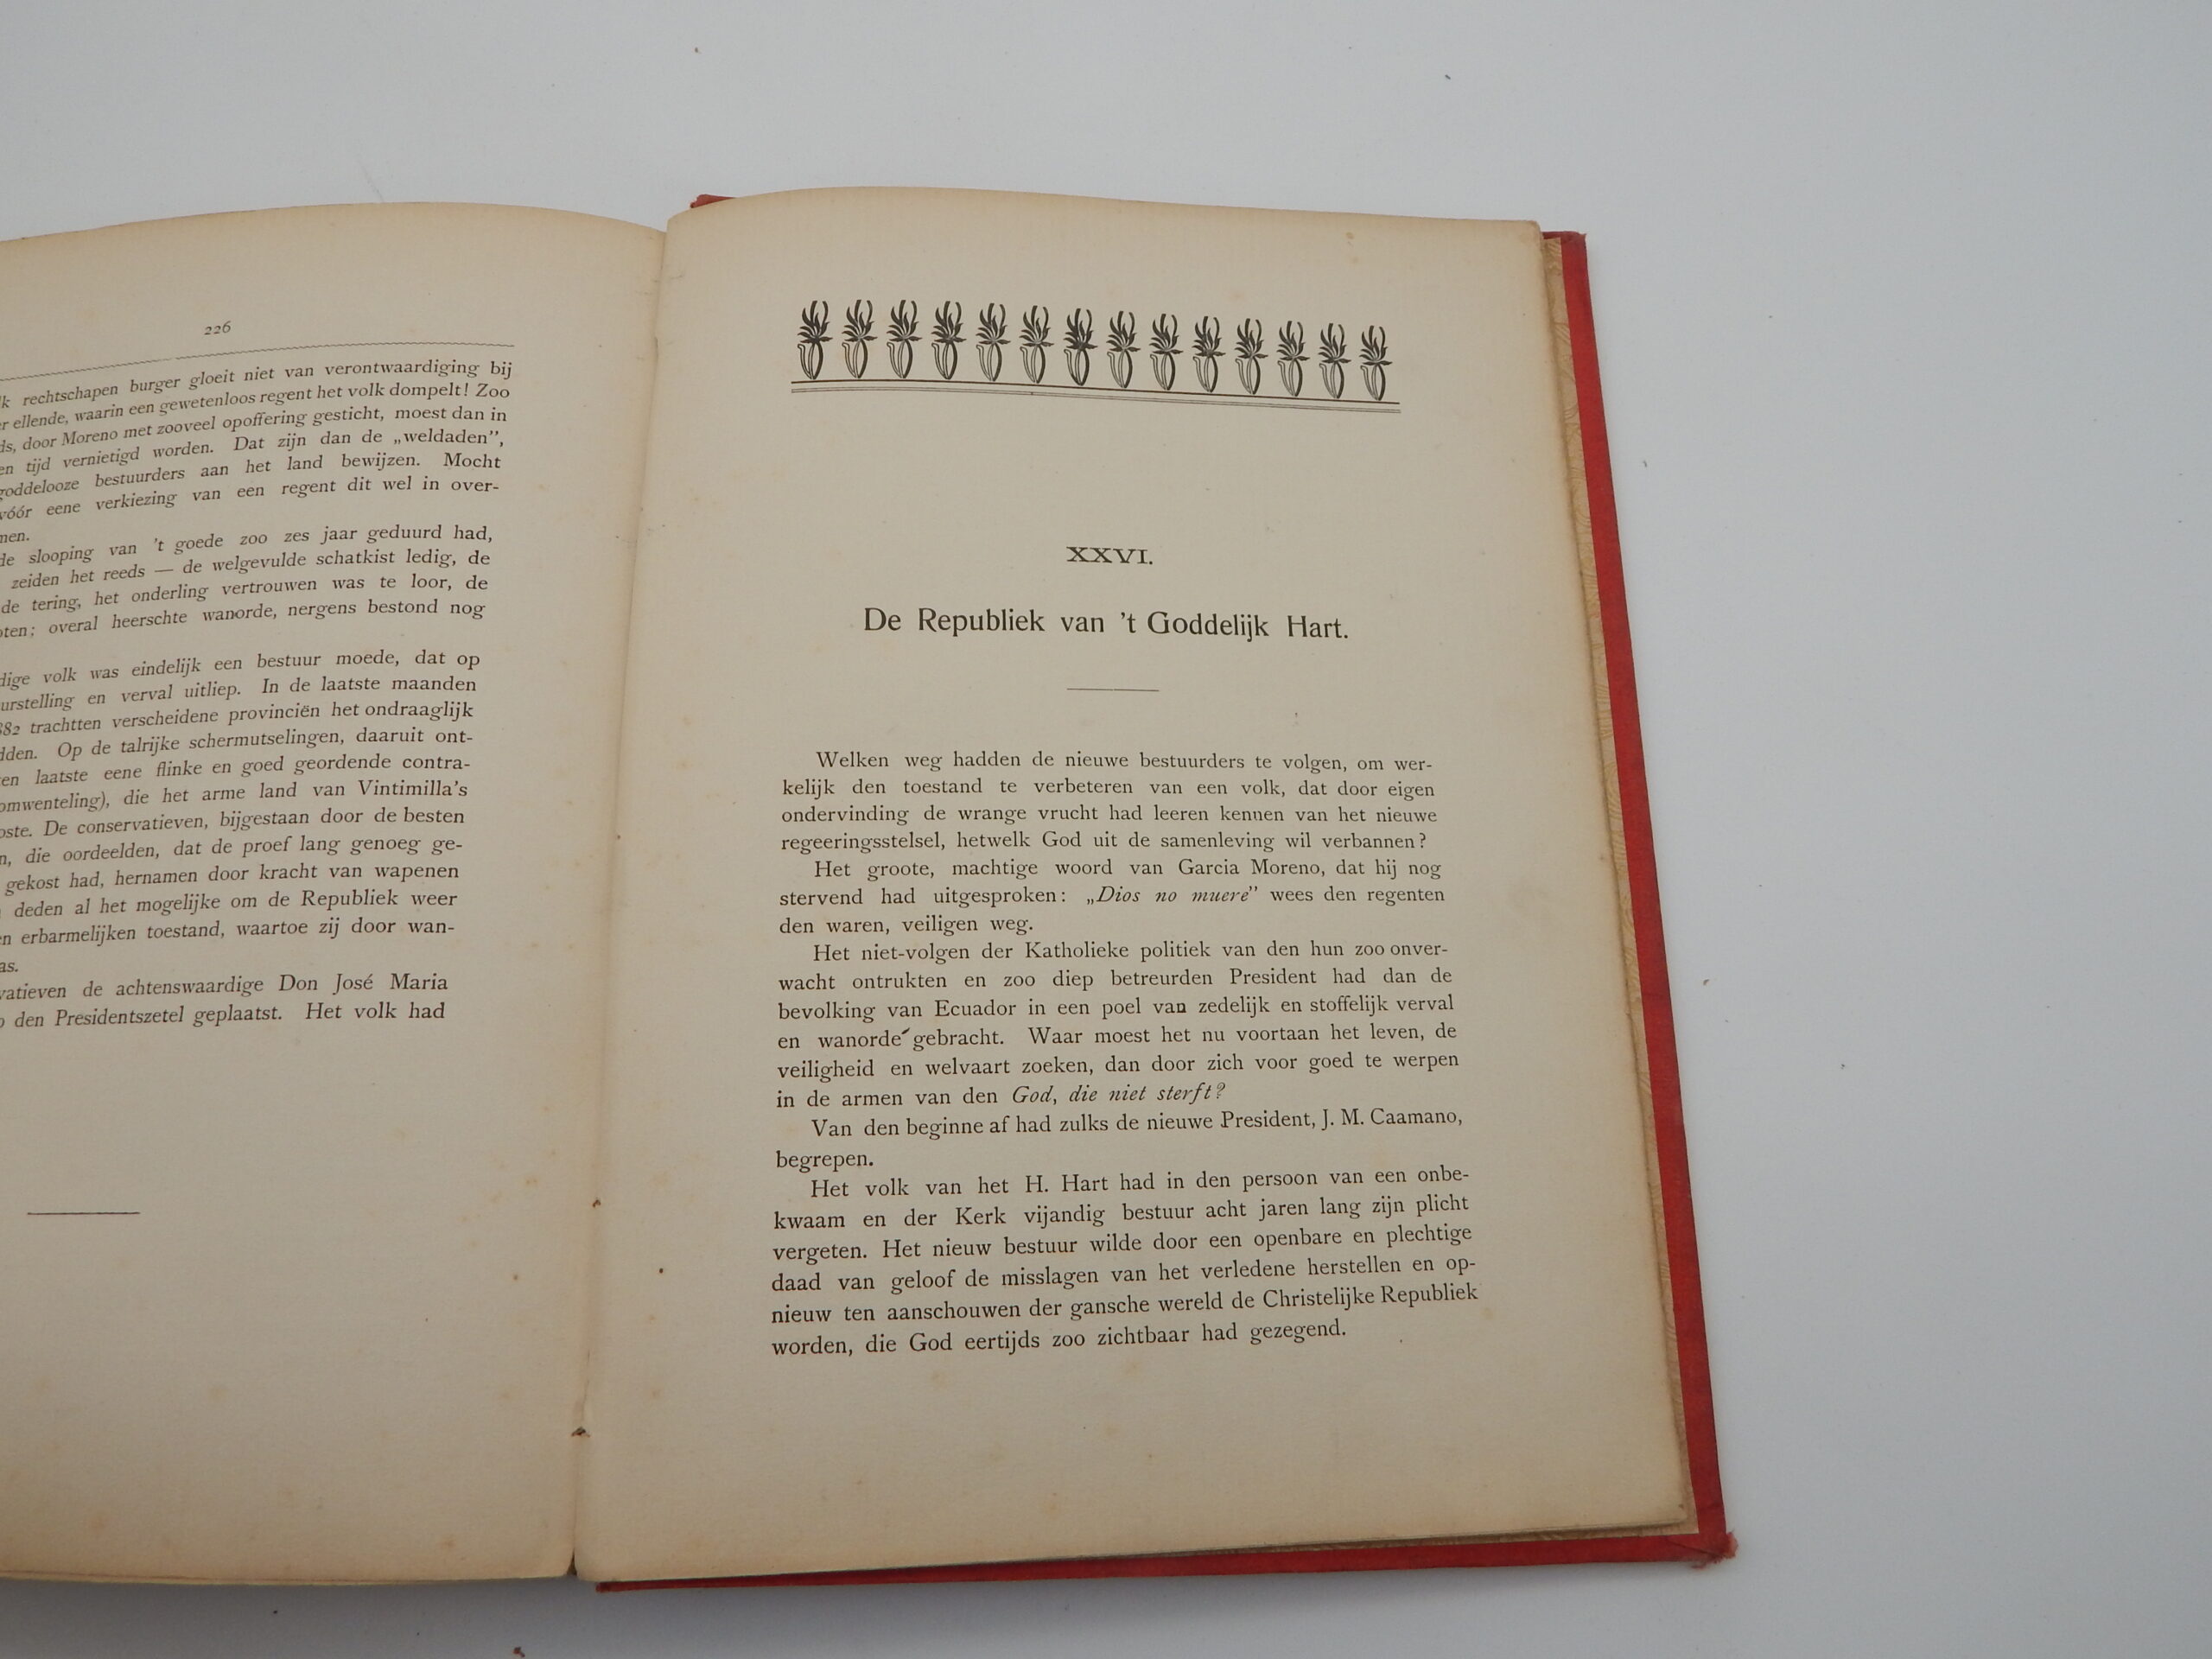 226
rechtschapen burger gloeit niet van verontwaardiging bij
ellende, waarin een gewetenloos regent het volk dompelt! Zoo
door Moreno met zooveel opoffering gesticht, moest dan in
tijd vernietigd worden. Dat zijn dan de „weldaden”,
goddelooze bestuurders aan het land bewijzen. Mocht
vóór eene verkiezing van een regent dit wel in over-
slooping van 't goede zoo zes jaar geduurd had,
zeiden het reeds — de welgevulde schatkist ledig, de
de tering, het onderling vertrouwen was te loor, de
overal heerschte wanorde, nergens bestond nog
volk was eindelijk een bestuur moede, dat op
en verval uitliep. In de laatste maanden
trachtten verscheidene provinciën het ondraaglijk
Op de talrijke schermutselingen, daaruit ont-
laatste eene flinke en goed geordende contra-
omwenteling), die het arme land van Vintimilla's
De conservatieven, bijgestaan door de besten
die oordeelden, dat de proef lang genoeg ge-
gekost had, hernamen door kracht van wapenen
deden al het mogelijke om de Republiek weer
erbarmelijken toestand, waartoe zij door wan-
de achtenswaardige Don José Maria
den Presidentszetel geplaatst. Het volk had
XXVI.
De Republiek van 't Goddelijk Hart.
Welken weg hadden de nieuwe bestuurders te volgen, om wer-
kelijk den toestand te verbeteren van een volk, dat door eigen
ondervinding de wrange vrucht had leeren kennen van het nieuwe
regeeringsstelsel, hetwelk God uit de samenleving wil verbannen?
Het groote, machtige woord van Garcia Moreno, dat hij nog
stervend had uitgesproken: „Dios no muere” wees den regenten
den waren, veiligen weg.
Het niet-volgen der Katholieke politiek van den hun zoo onver-
wacht ontrukten en zoo diep betreurden President had dan de
bevolking van Ecuador in een poel van zedelijk en stoffelijk verval
en wanorde gebracht. Waar moest het nu voortaan het leven, de
veiligheid en welvaart zoeken, dan door zich voor goed te werpen
in de armen van den God, die niet sterft?
Van den beginne af had zulks de nieuwe President, J. M. Caamano,
begrepen.
Het volk van het H. Hart had in den persoon van een onbe-
kwaam en der Kerk vijandig bestuur acht jaren lang zijn plicht
vergeten. Het nieuw bestuur wilde door een openbare en plechtige
daad van geloof de misslagen van het verledene herstellen en op-
nieuw ten aanschouwen der gansche wereld de Christelijke Republiek
worden, die God eertijds zoo zichtbaar had gezegend.